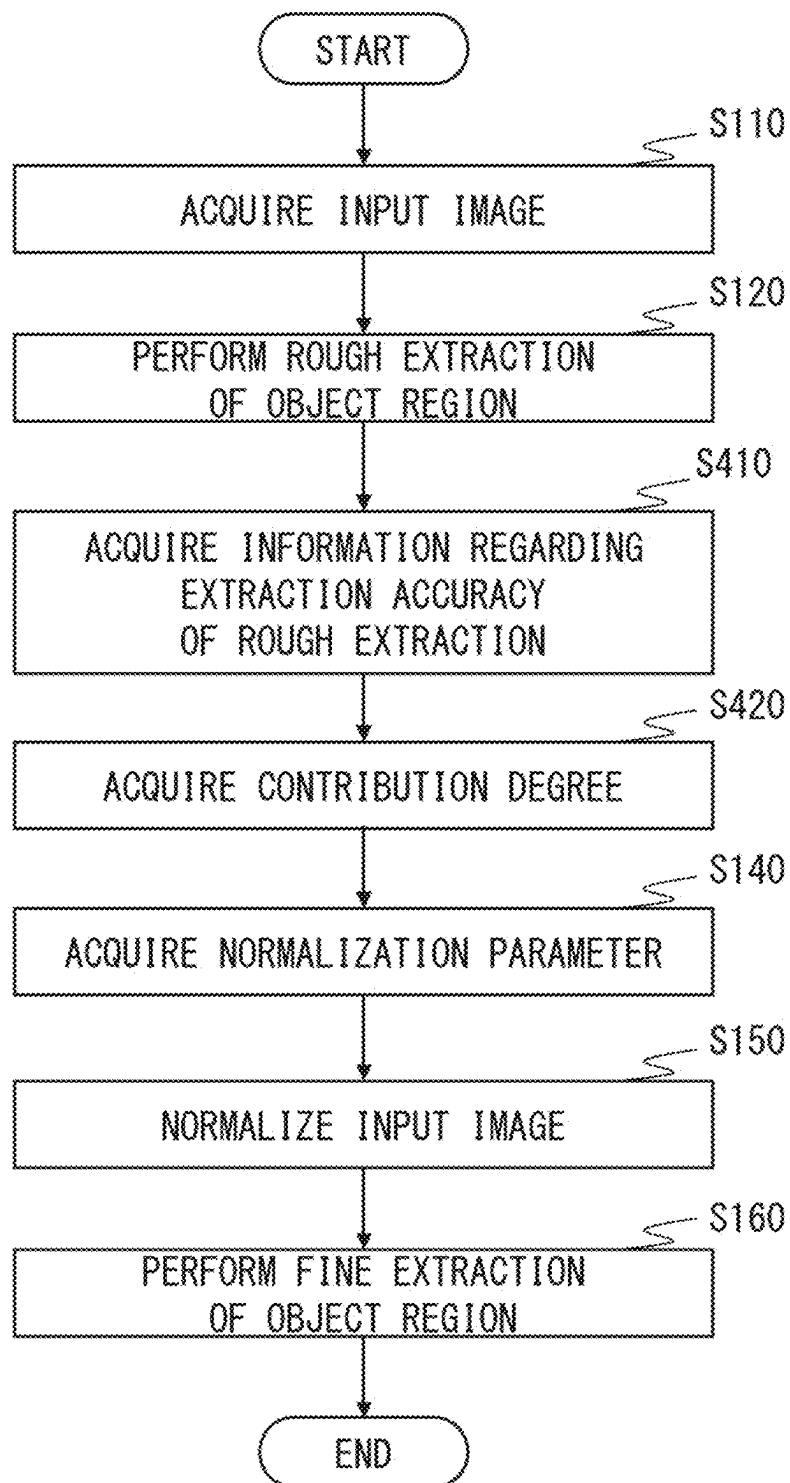 START
S110
ACQUIRE INPUT IMAGE
S120
PERFORM ROUGH EXTRACTION
OF OBJECT REGION
S410
ACQUIRE INFORMATION REGARDING
EXTRACTION ACCURACY
OF ROUGH EXTRACTION
S420
ACQUIRE CONTRIBUTION DEGREE
S140
ACQUIRE NORMALIZATION PARAMETER
S150
NORMALIZE INPUT IMAGE
S160
PERFORM FINE EXTRACTION
OF OBJECT REGION
END